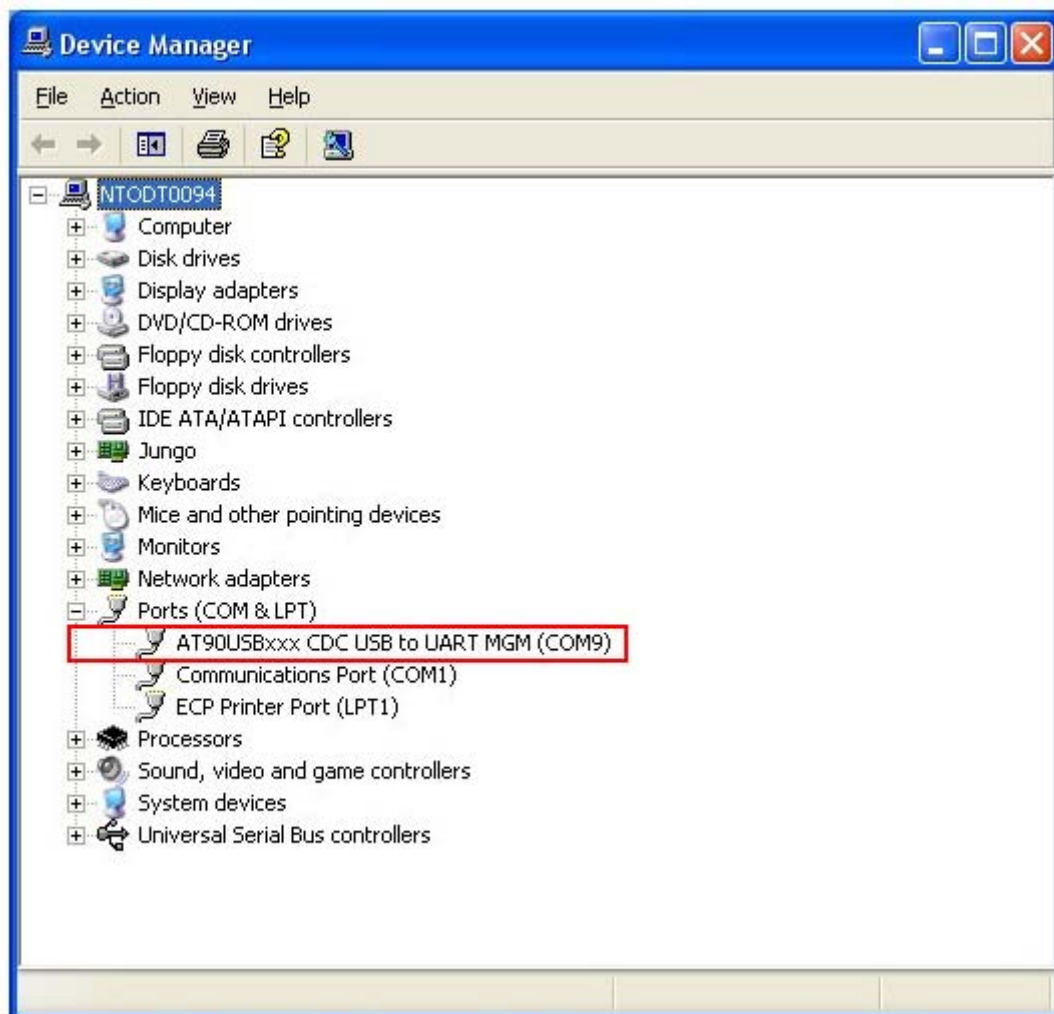 Device Manager
File Action View Help
NTODT0094
Computer
Disk drives
Display adapters
DVD/CD-ROM drives
Floppy disk controllers
Floppy disk drives
IDE ATA/ATAPI controllers
Jungo
Keyboards
Mice and other pointing devices
Monitors
Network adapters
Ports (COM & LPT)
AT90USBxxx CDC USB to UART MGM (COM9)
Communications Port (COM1)
ECP Printer Port (LPT1)
Processors
Sound, video and game controllers
System devices
Universal Serial Bus controllers